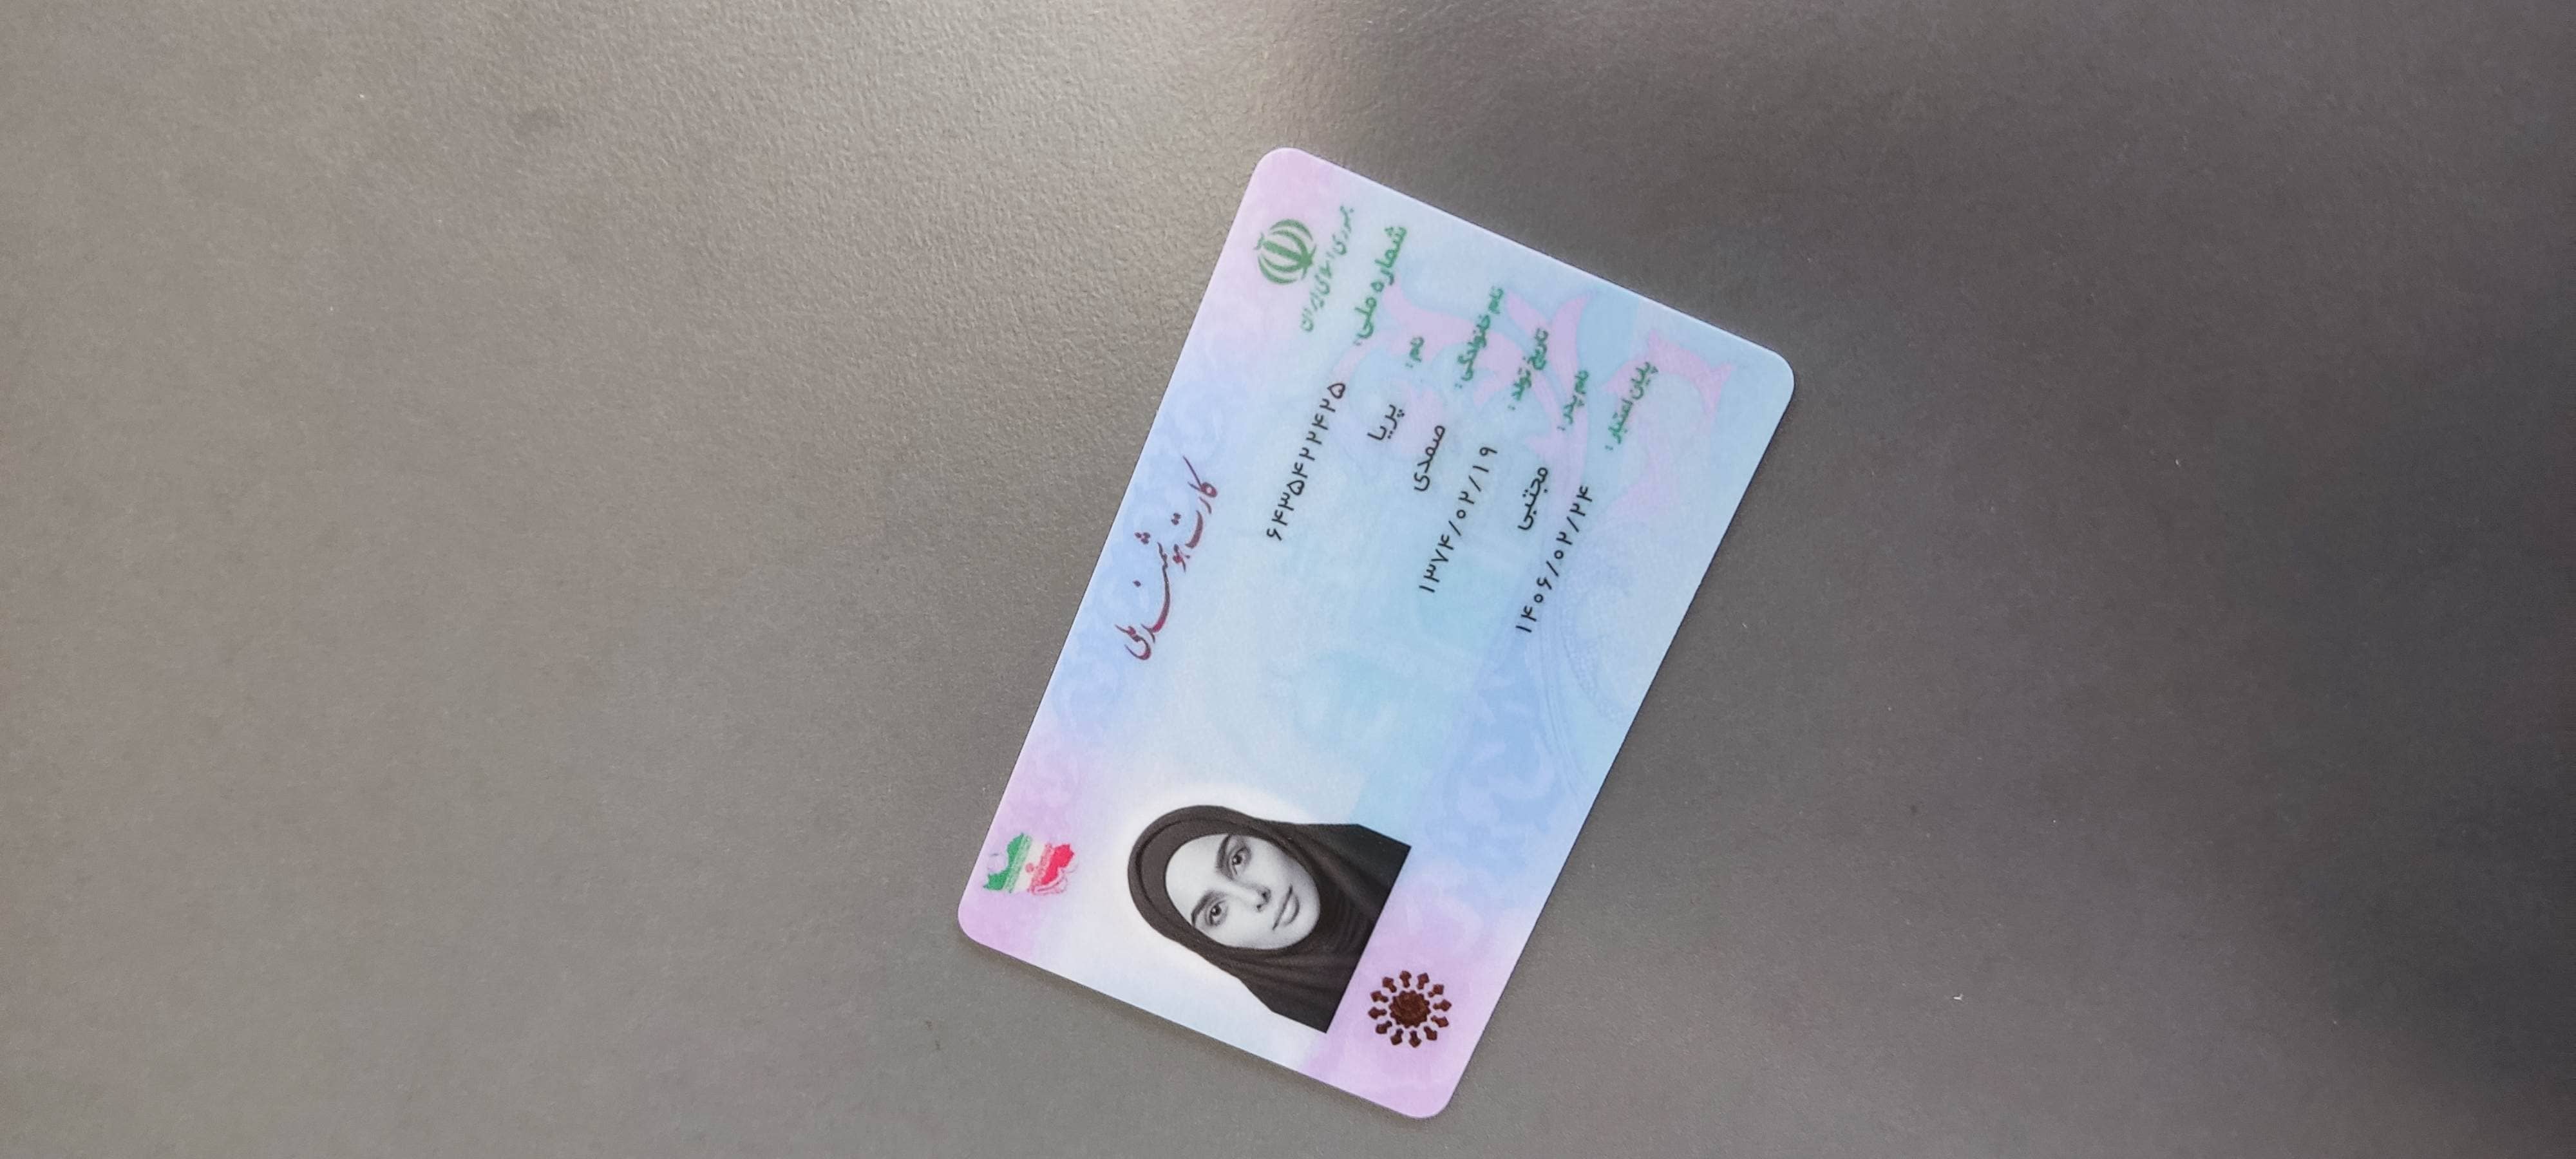 جمهوری اسلامی ایران
کارت هوشمند ملی
شماره ملی: ۶۴۳۵۴۲۲۴۲۵
نام: پریا
نام خانوادگی: صمدی
تاریخ تولد: ۱۳۷۴/۰۲/۱۹
نام پدر: مجتبی
پایان اعتبار: ۱۴۰۶/۰۲/۲۴